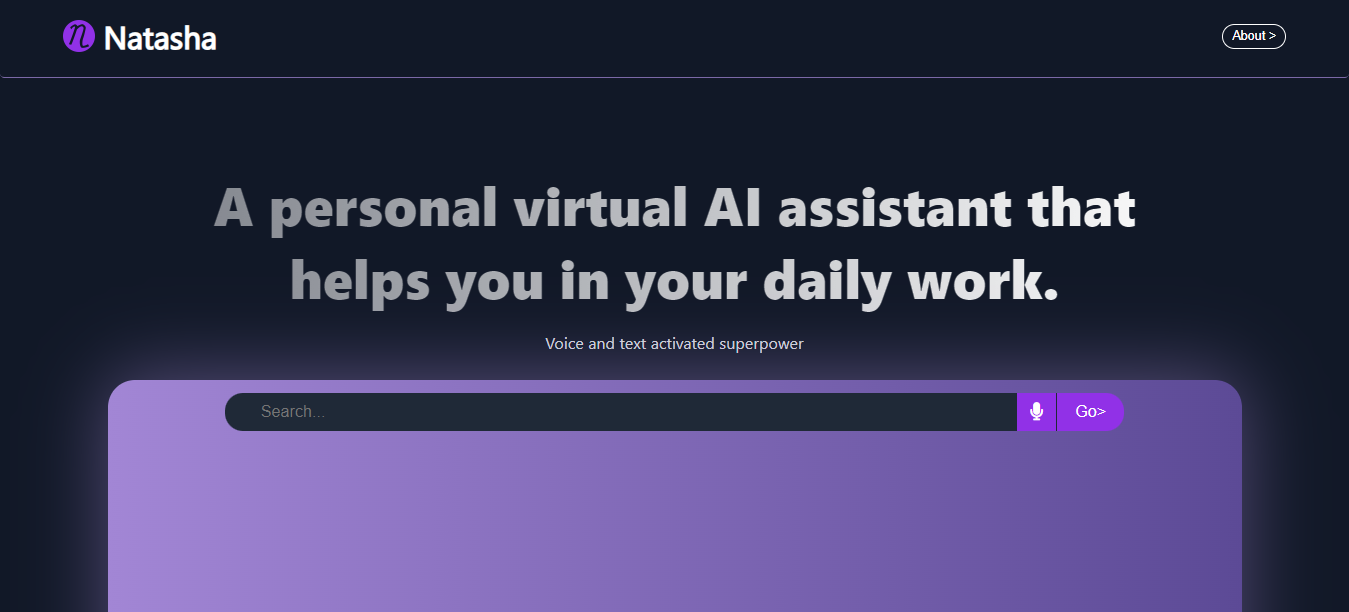 n Natasha
About >
A personal virtual AI assistant that
helps you in your daily work.
Voice and text activated superpower
Search...
Go>